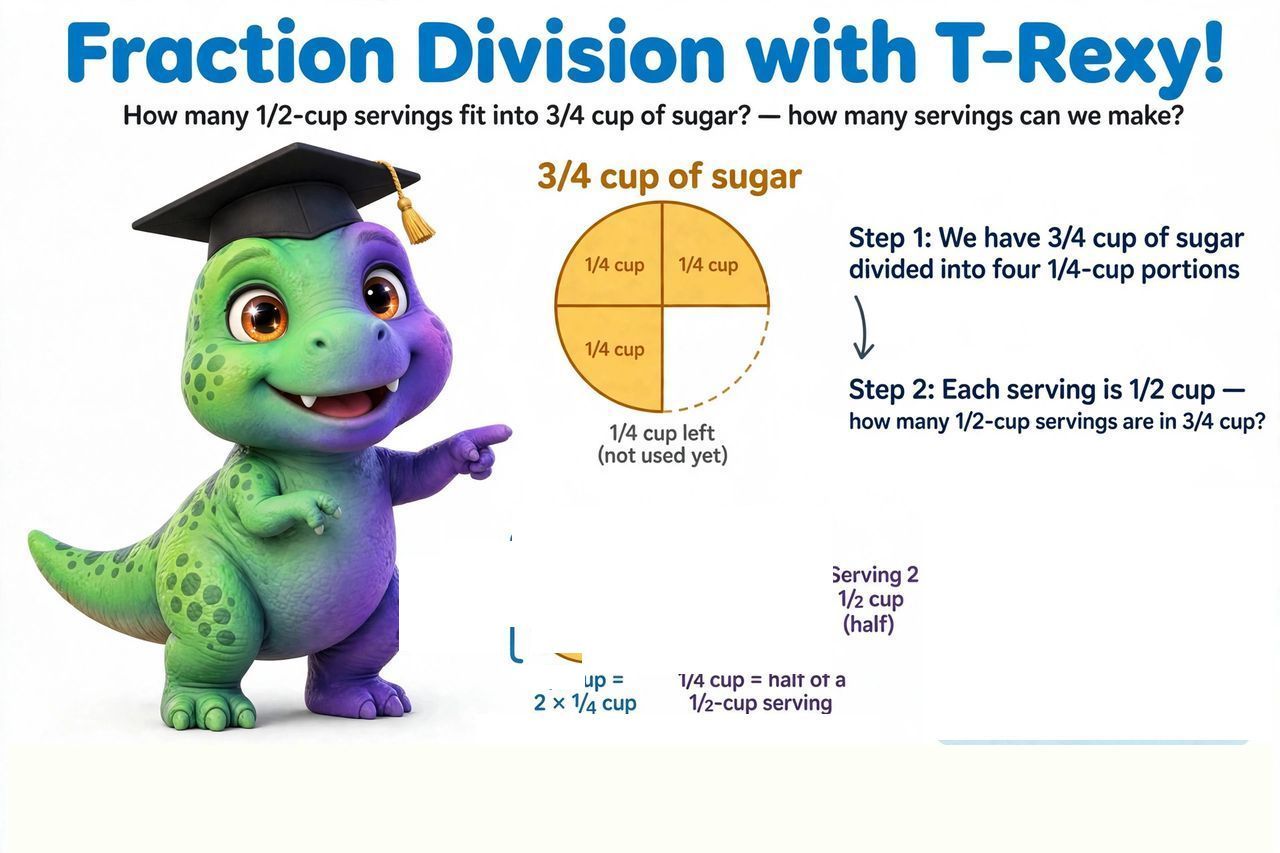 Fraction Division with T-Rexy!
How many 1/2-cup servings fit into 3/4 cup of sugar? — how many servings can we make?
3/4 cup of sugar
1/4 cup
1/4 cup
1/4 cup
1/4 cup left
(not used yet)
Step 1: We have 3/4 cup of sugar
divided into four 1/4-cup portions
Step 2: Each serving is 1/2 cup —
how many 1/2-cup servings are in 3/4 cup?
Serving 2
1/2 cup
(half)
=
2 × 1/4 cup
1/4 cup = half of a
1/2-cup serving